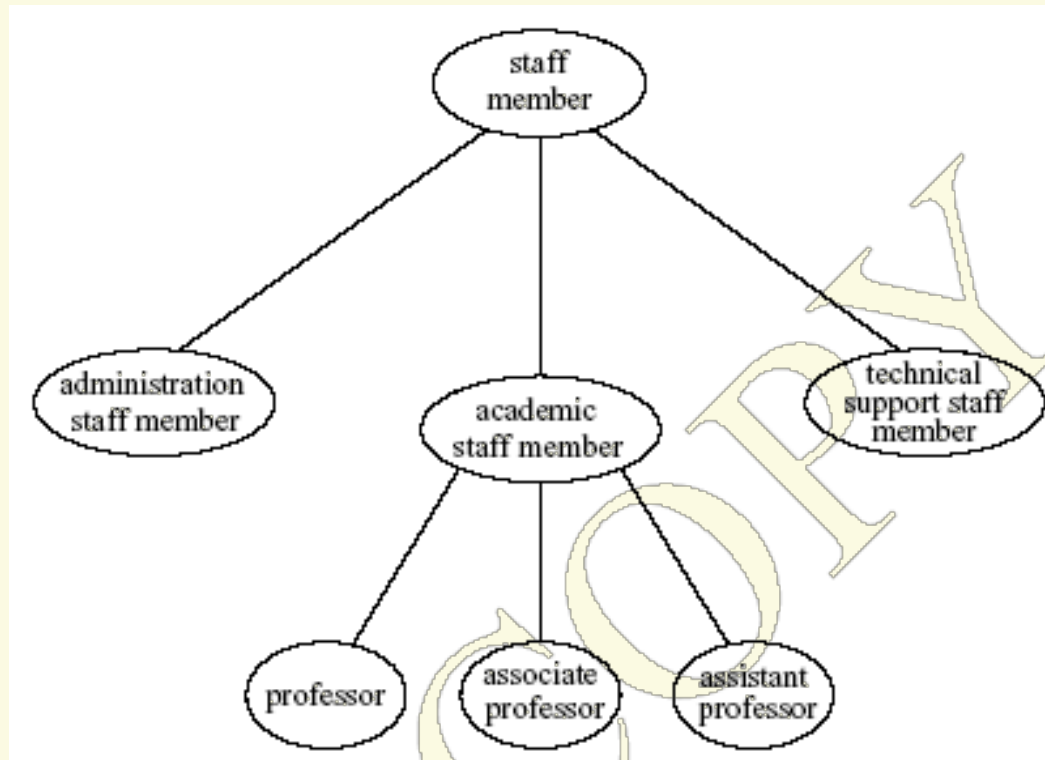 staff
member
administration
staff member
academic
staff member
technical
support staff
member
professor
associate
professor
assistant
professor
COPY